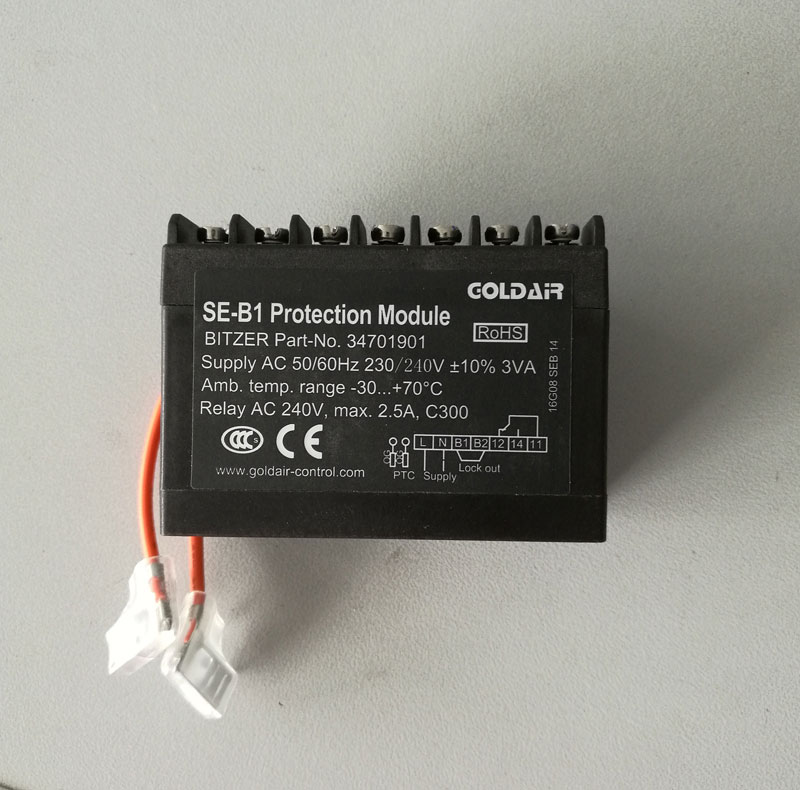 GOLDAiR
SE-B1 Protection Module
BITZER Part-No. 34701901
RoHS
Supply AC 50/60Hz 230/240V ±10% 3VA
Amb. temp. range -30...+70°C
Relay AC 240V, max. 2.5A, C300
16G08 SEB 14
CCC S CE
L N B1 B2 12 14 11
Lock out
PTC Supply
www.goldair-control.com